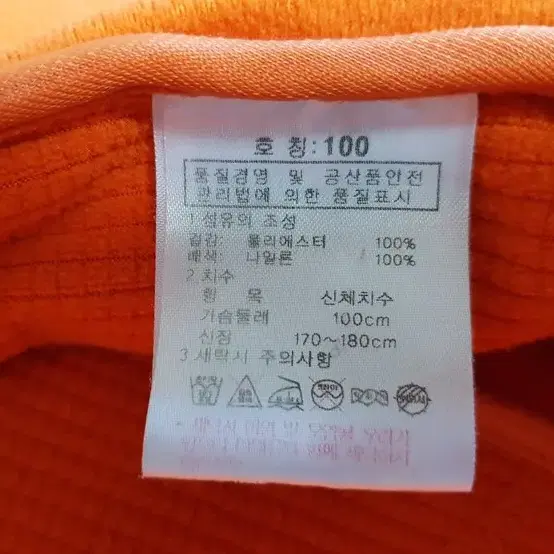 호 칭:100
품질경영 및 공산품안전
관리법에 의한 품질표시
1 섬유의 조성
겉감: 폴리에스터 100%
배색: 나일론 100%
2 치수
항 목 신체치수
가슴둘레 100cm
신장 170~180cm
3 세탁시 주의사항